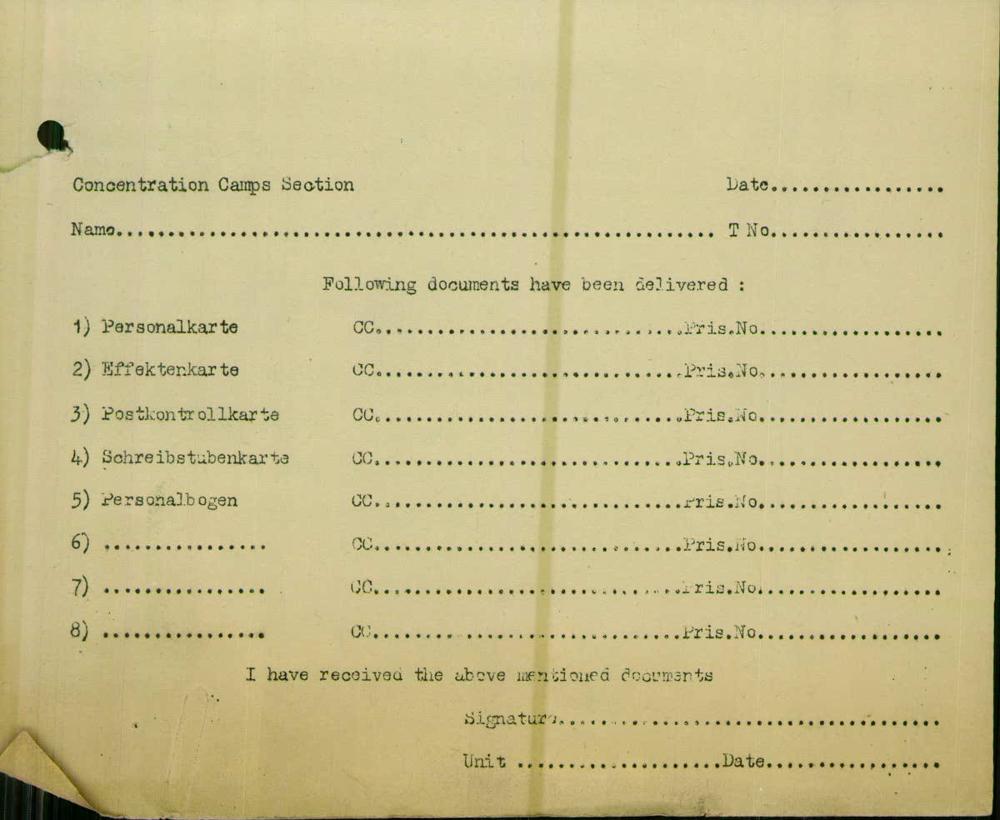 Concentration Camps Section Date.................
Name.......................................................... T No.................
Following documents have been delivered :
1) Personalkarte CC..............................Pris.No..................
2) Effektenkarte CC..............................Pris.No..................
3) Postkontrollkarte CC..............................Pris.No..................
4) Schreibstubenkarte CC..............................Pris.No..................
5) Personalbogen CC..............................Pris.No..................
6) ................ CC..............................Pris.No..................
7) ................ CC..............................Pris.No..................
8) ................ CC..............................Pris.No..................
I have received the above mentioned documents
Signature.....................................
Unit ....................Date.................